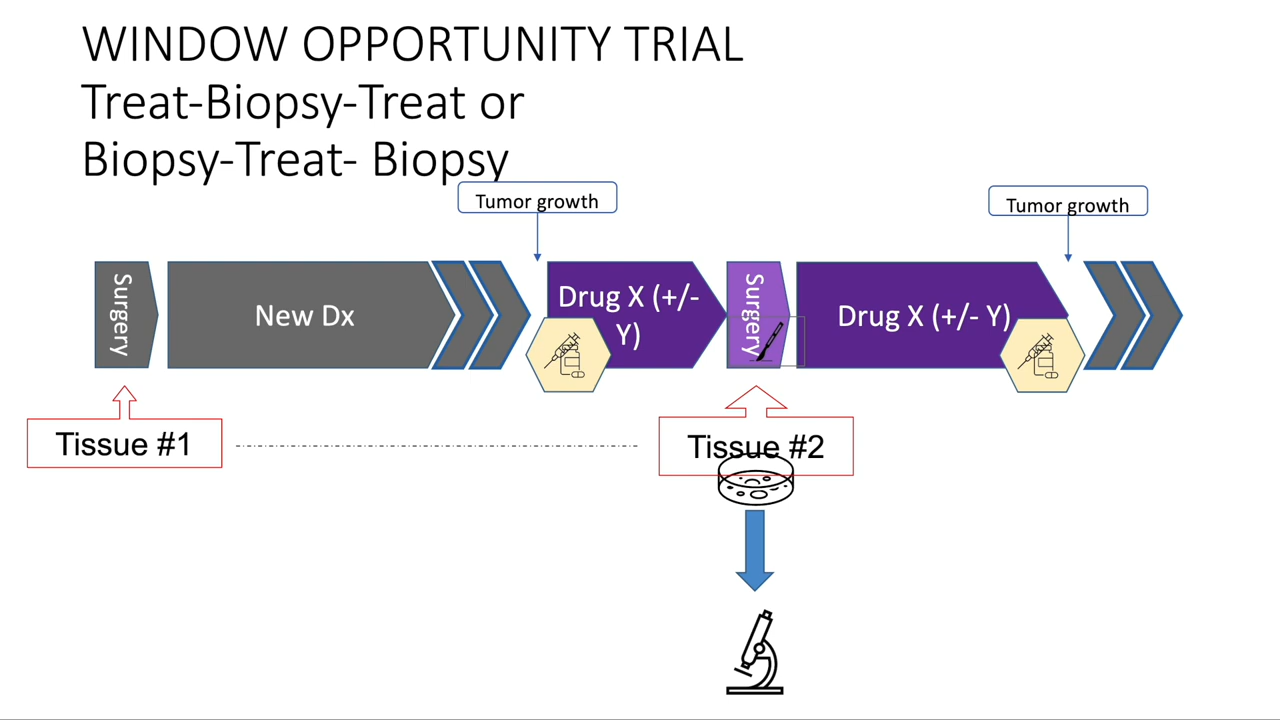 WINDOW OPPORTUNITY TRIAL
Treat-Biopsy-Treat or
Biopsy-Treat- Biopsy
Tumor growth
Tumor growth
Surgery
New Dx
Drug X (+/-
Y)
Surgery
Drug X (+/- Y)
Tissue #1
Tissue #2